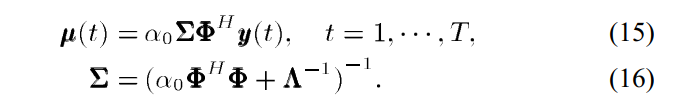 𝝁(t) = α₀𝚺𝚽ᴴ𝒚(t),  t = 1, ⋯, T,  (15)
𝚺 = (α₀𝚽ᴴ𝚽 + 𝚲⁻¹)⁻¹.  (16)